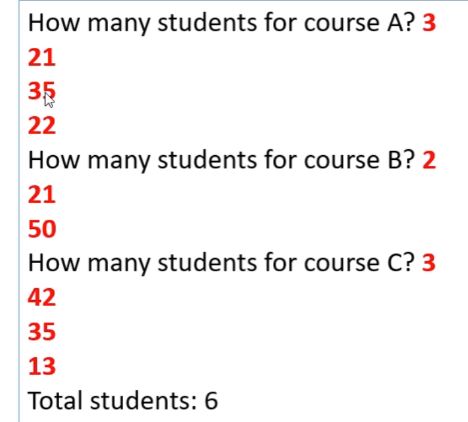 How many students for course A? 3
21
35
22
How many students for course B? 2
21
50
How many students for course C? 3
42
35
13
Total students: 6